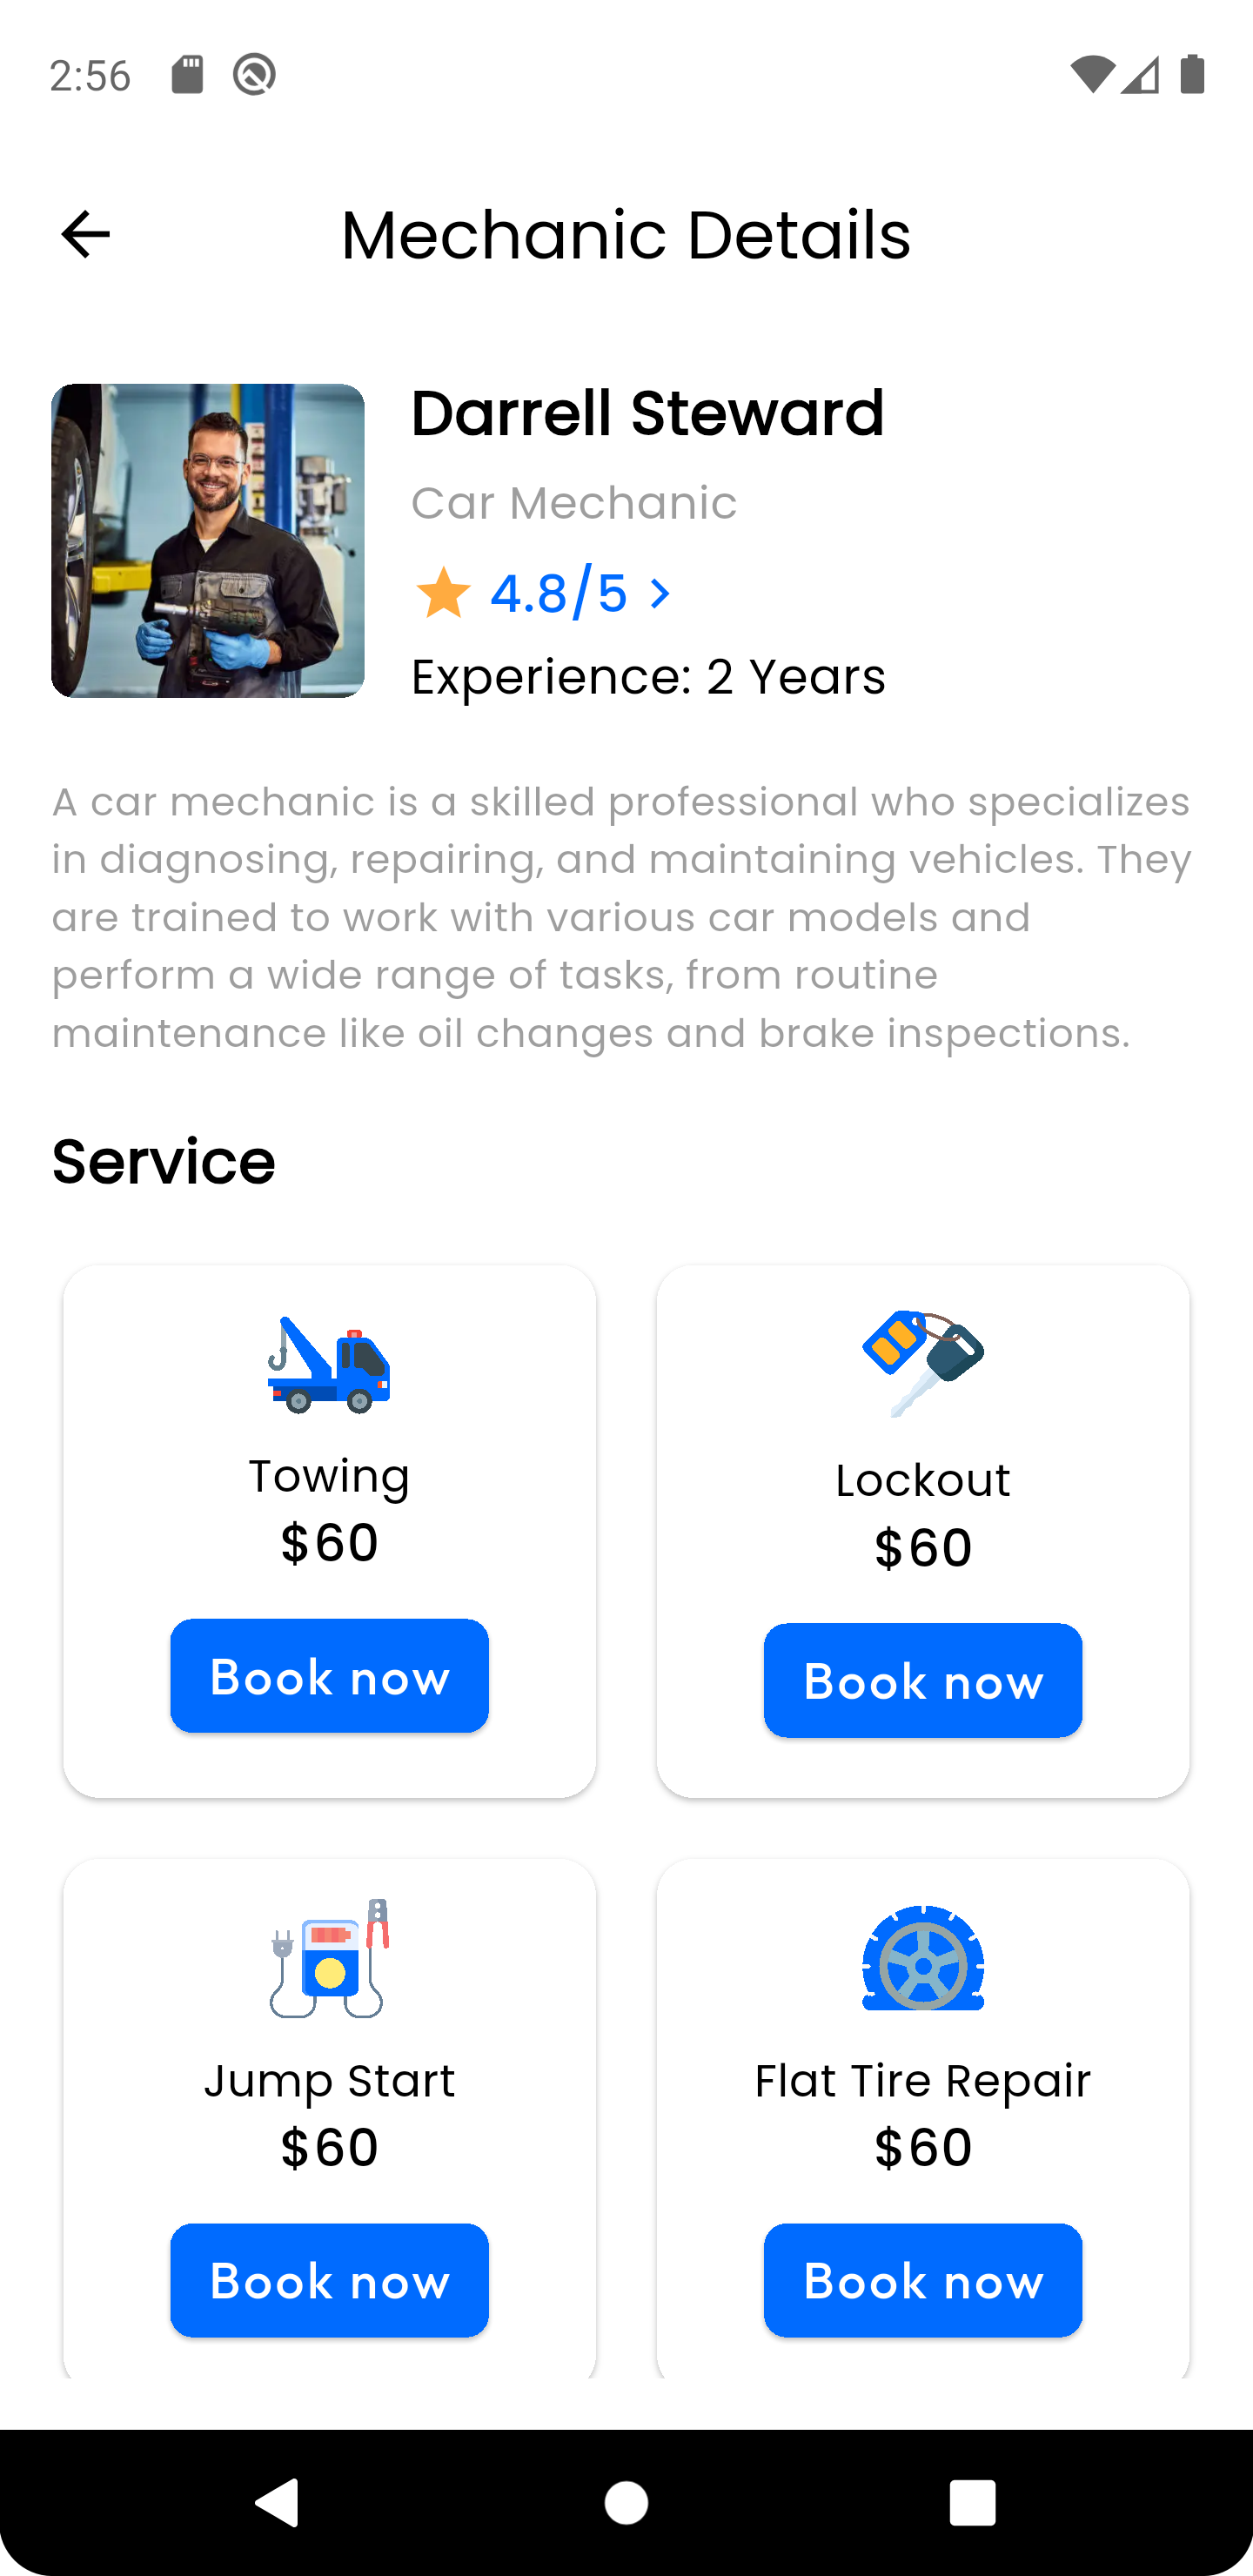 2:56
Mechanic Details
Darrell Steward
Car Mechanic
4.8/5
Experience: 2 Years
A car mechanic is a skilled professional who specializes
in diagnosing, repairing, and maintaining vehicles. They
are trained to work with various car models and
perform a wide range of tasks, from routine
maintenance like oil changes and brake inspections.
Service
Towing
$60
Book now
Lockout
$60
Book now
Jump Start
$60
Book now
Flat Tire Repair
$60
Book now